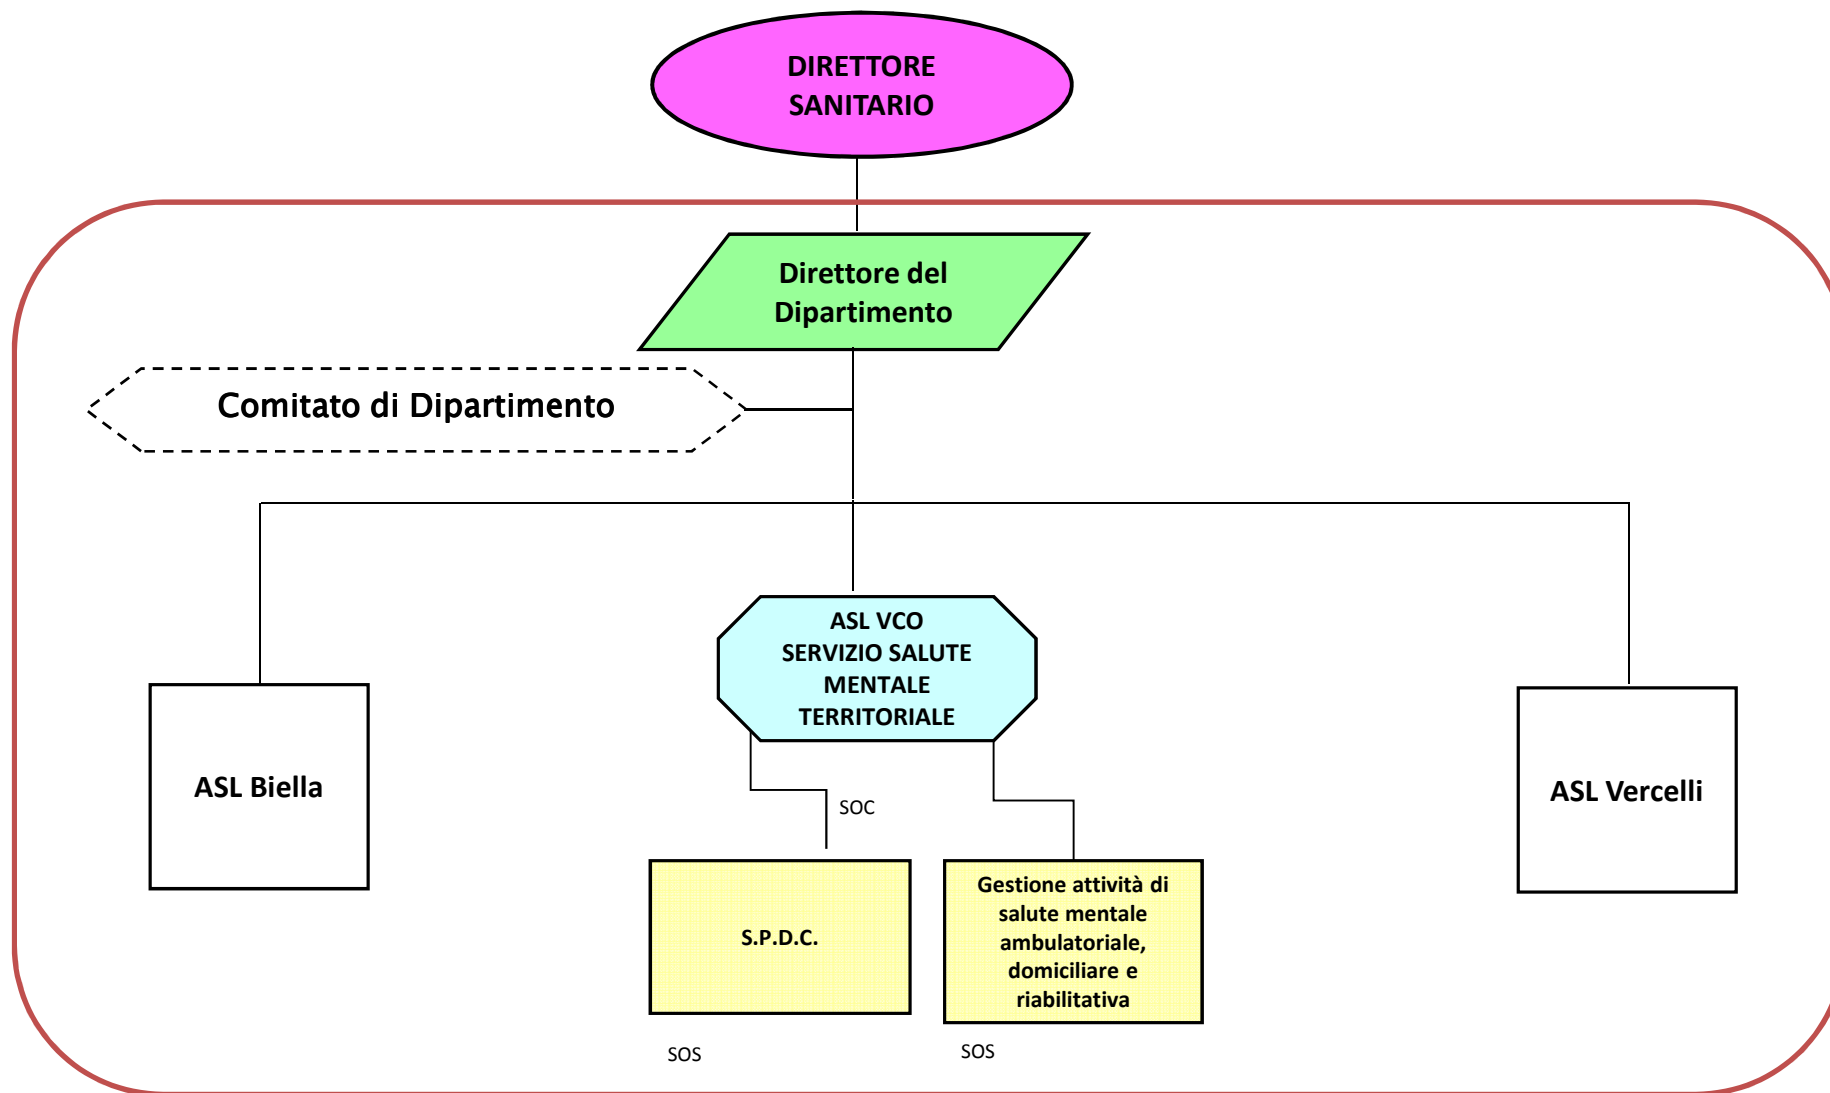 DIRETTORE
SANITARIO
Direttore del
Dipartimento
Comitato di Dipartimento
ASL VCO
SERVIZIO SALUTE
MENTALE
TERRITORIALE
ASL Biella
ASL Vercelli
SOC
S.P.D.C.
Gestione attività di
salute mentale
ambulatoriale,
domiciliare e
riabilitativa
SOS
SOS